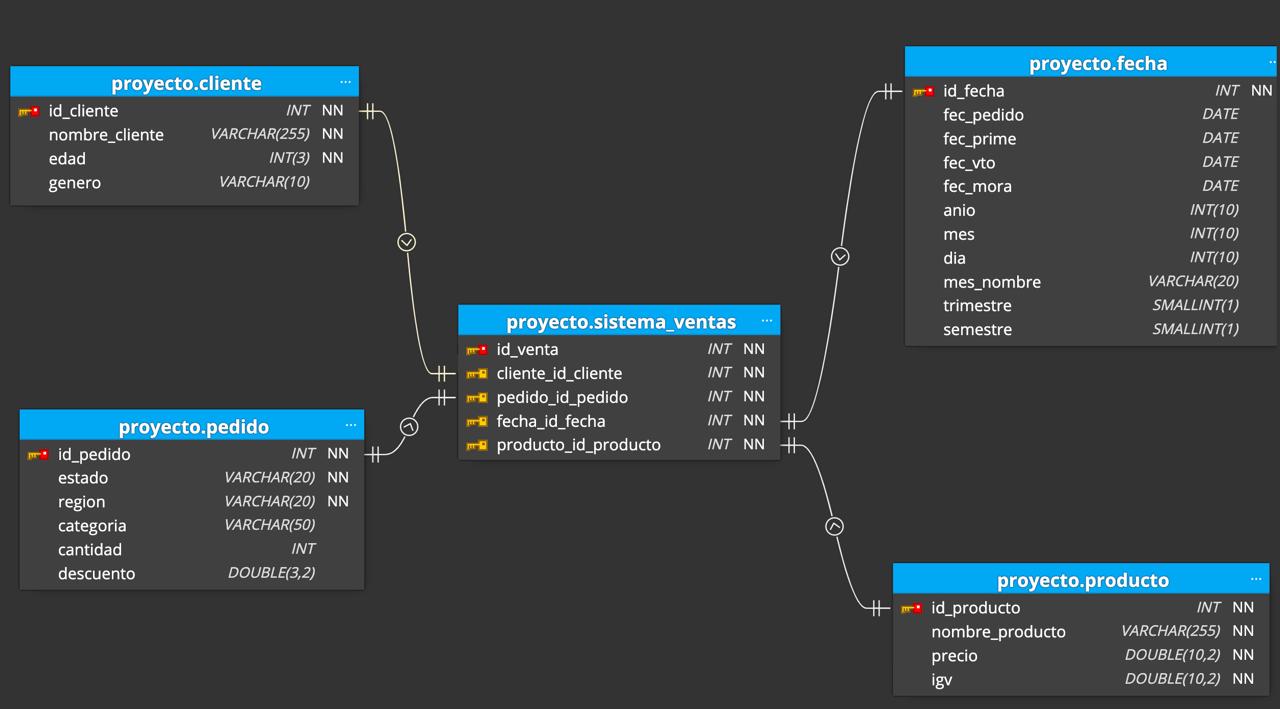 proyecto.cliente ...
id_cliente INT NN
nombre_cliente VARCHAR(255) NN
edad INT(3) NN
genero VARCHAR(10)
proyecto.fecha ...
id_fecha INT NN
fec_pedido DATE
fec_prime DATE
fec_vto DATE
fec_mora DATE
anio INT(10)
mes INT(10)
dia INT(10)
mes_nombre VARCHAR(20)
trimestre SMALLINT(1)
semestre SMALLINT(1)
proyecto.sistema_ventas ...
id_venta INT NN
cliente_id_cliente INT NN
pedido_id_pedido INT NN
fecha_id_fecha INT NN
producto_id_producto INT NN
proyecto.pedido ...
id_pedido INT NN
estado VARCHAR(20) NN
region VARCHAR(20) NN
categoria VARCHAR(50)
cantidad INT
descuento DOUBLE(3,2)
proyecto.producto ...
id_producto INT NN
nombre_producto VARCHAR(255) NN
precio DOUBLE(10,2) NN
igv DOUBLE(10,2) NN